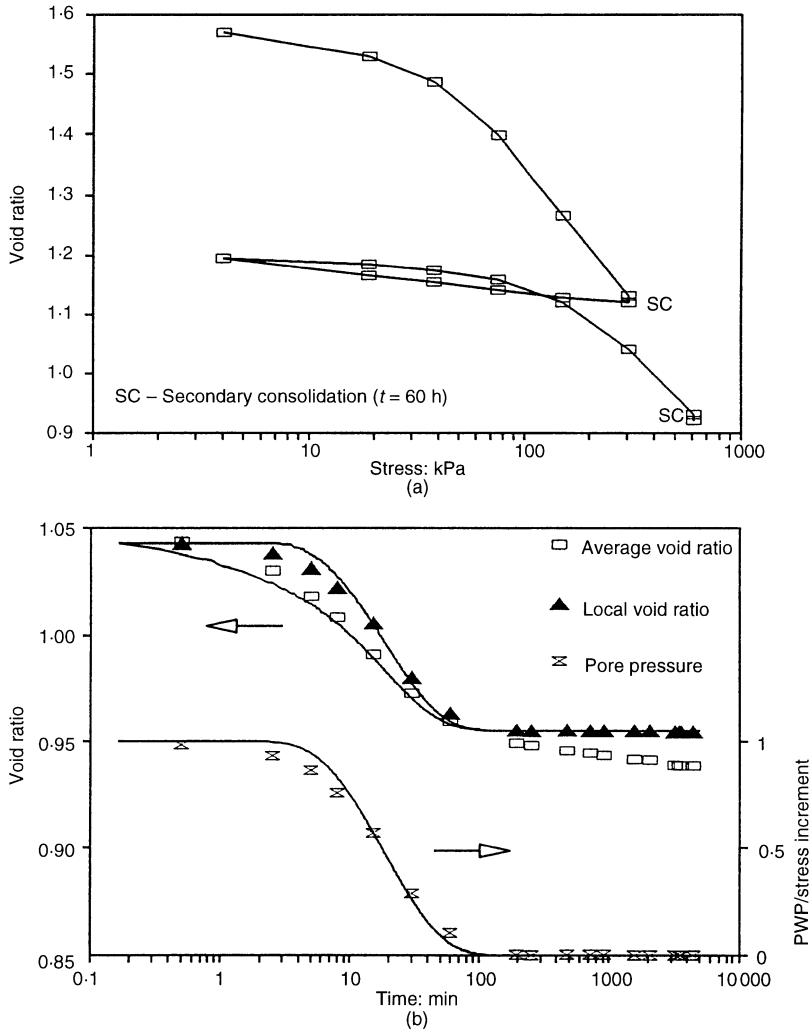 1·6
1·5
1·4
1·3
1·2
1·1
1·0
0·9
Void ratio
SC
SC
SC – Secondary consolidation (t = 60 h)
1
10
100
1000
Stress: kPa
(a)
1·05
1·00
0·95
0·90
0·85
Void ratio
Average void ratio
Local void ratio
Pore pressure
1
0·5
0
PWP/stress increment
0·1
1
10
100
1000
10 000
Time: min
(b)